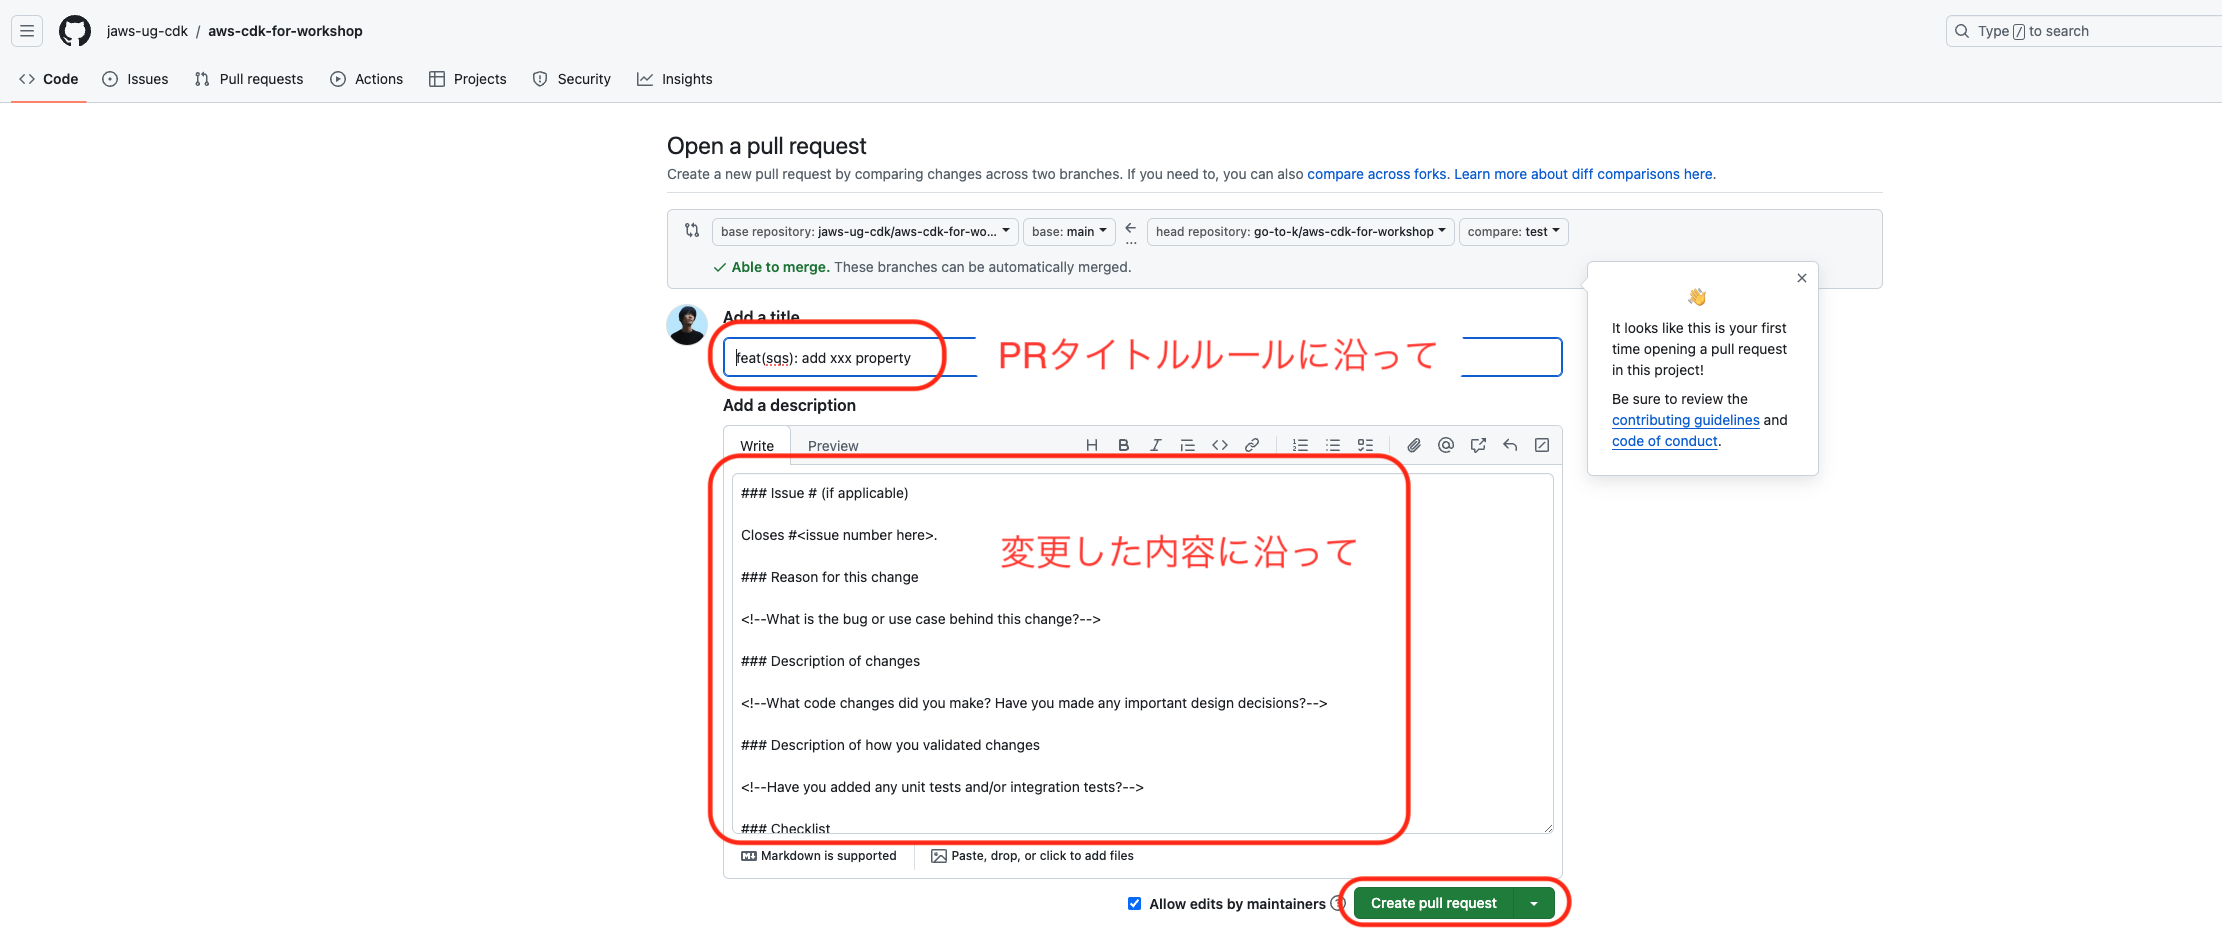 jaws-ug-cdk / aws-cdk-for-workshop
Type / to search
Code Issues Pull requests Actions Projects Security Insights
Open a pull request
Create a new pull request by comparing changes across two branches. If you need to, you can also compare across forks. Learn more about diff comparisons here.
base repository: jaws-ug-cdk/aws-cdk-for-wo... base: main ← ... head repository: go-to-k/aws-cdk-for-workshop compare: test
Able to merge. These branches can be automatically merged.
👋
It looks like this is your first
time opening a pull request
in this project!
Be sure to review the
contributing guidelines and
code of conduct.
Add a title
feat(sqs): add xxx property
PRタイトルルールに沿って
Add a description
Write Preview
### Issue # (if applicable)
Closes #<issue number here>.
変更した内容に沿って
### Reason for this change
<!--What is the bug or use case behind this change?-->
### Description of changes
<!--What code changes did you make? Have you made any important design decisions?-->
### Description of how you validated changes
<!--Have you added any unit tests and/or integration tests?-->
### Checklist
Markdown is supported Paste, drop, or click to add files
Allow edits by maintainers ? Create pull request